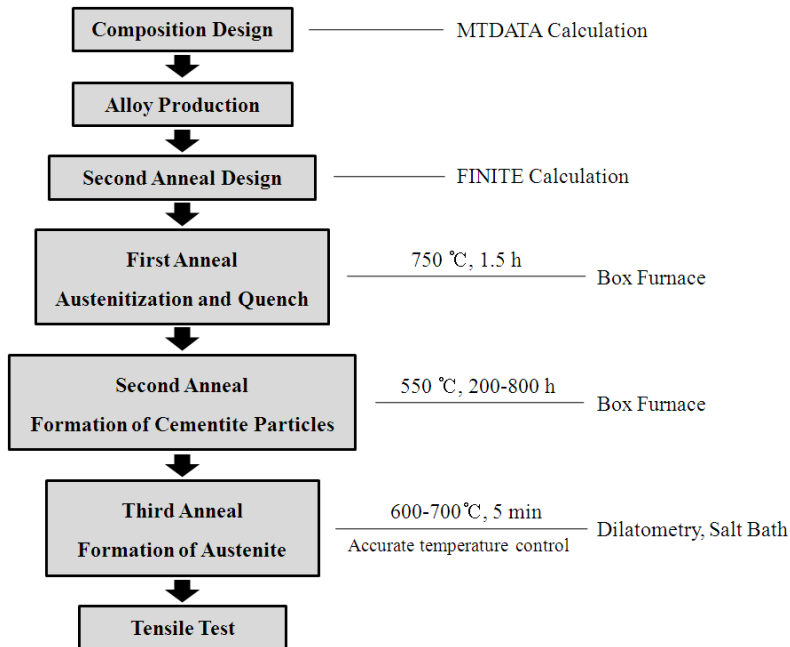 Composition Design
MTDATA Calculation
Alloy Production
Second Anneal Design
FINITE Calculation
First Anneal
Austenitization and Quench
750 ℃, 1.5 h
Box Furnace
Second Anneal
Formation of Cementite Particles
550 ℃, 200-800 h
Box Furnace
Third Anneal
Formation of Austenite
600-700℃, 5 min
Accurate temperature control
Dilatometry, Salt Bath
Tensile Test